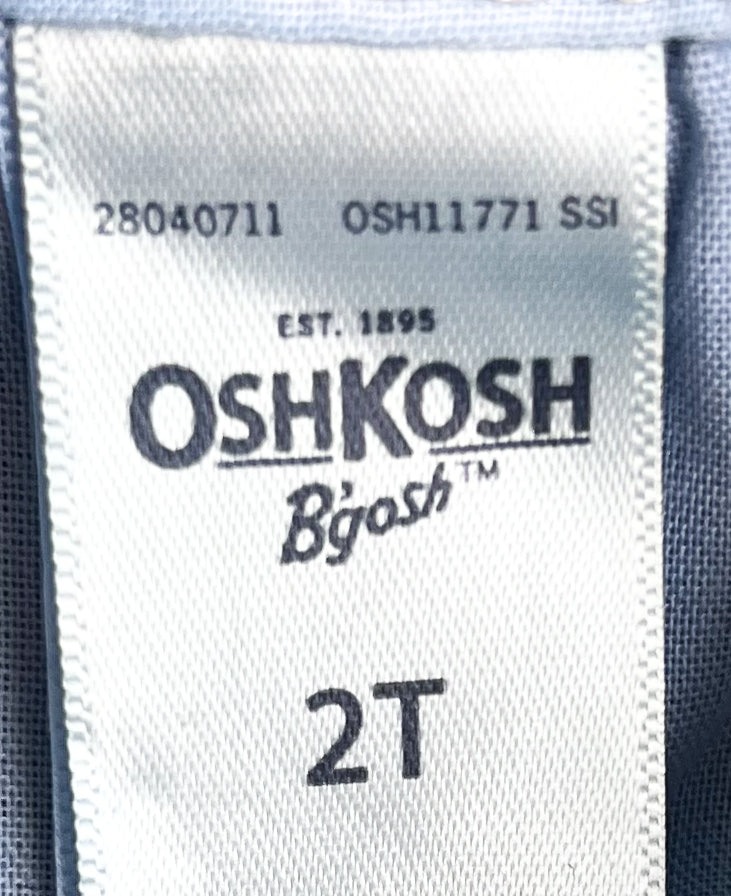 28040711 OSH11771 SSI
EST. 1895
OSHKOSH
B'gosh™
2T